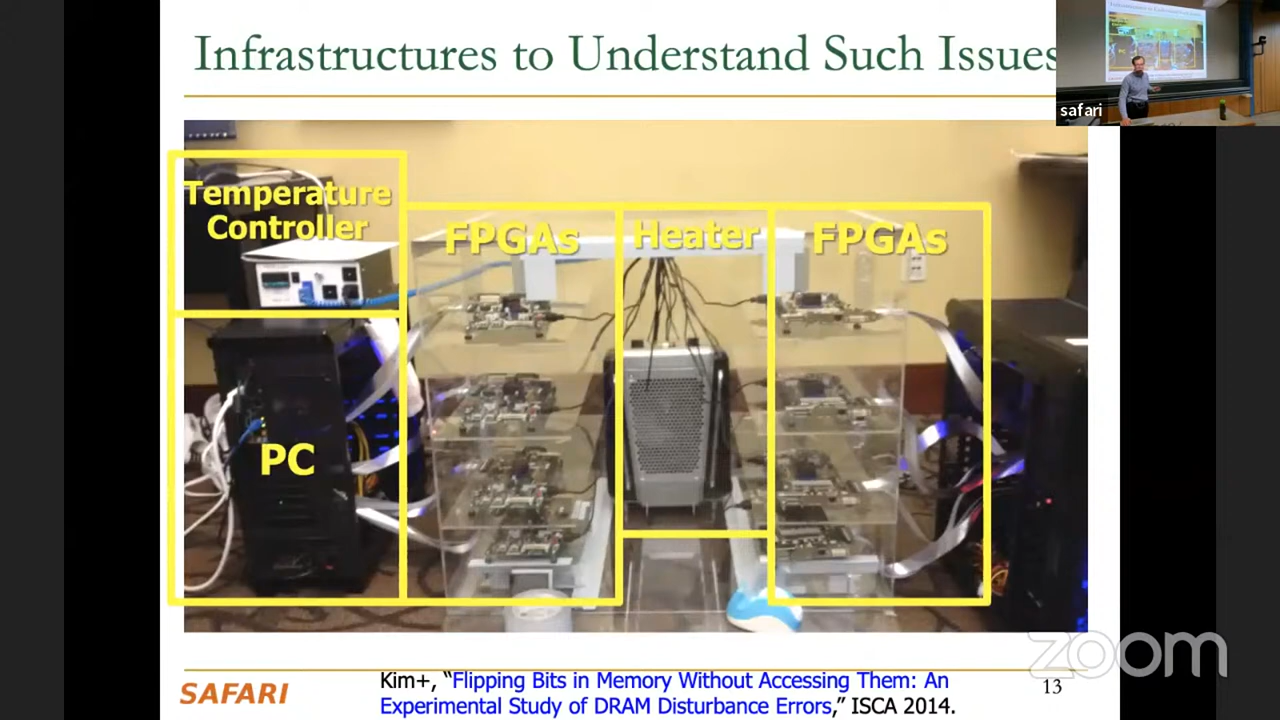 Infrastructures to Understand Such Issues
safari
Temperature
Controller
FPGAs
Heater
FPGAs
PC
zoom
SAFARI
Kim+, “Flipping Bits in Memory Without Accessing Them: An
Experimental Study of DRAM Disturbance Errors,” ISCA 2014.
13